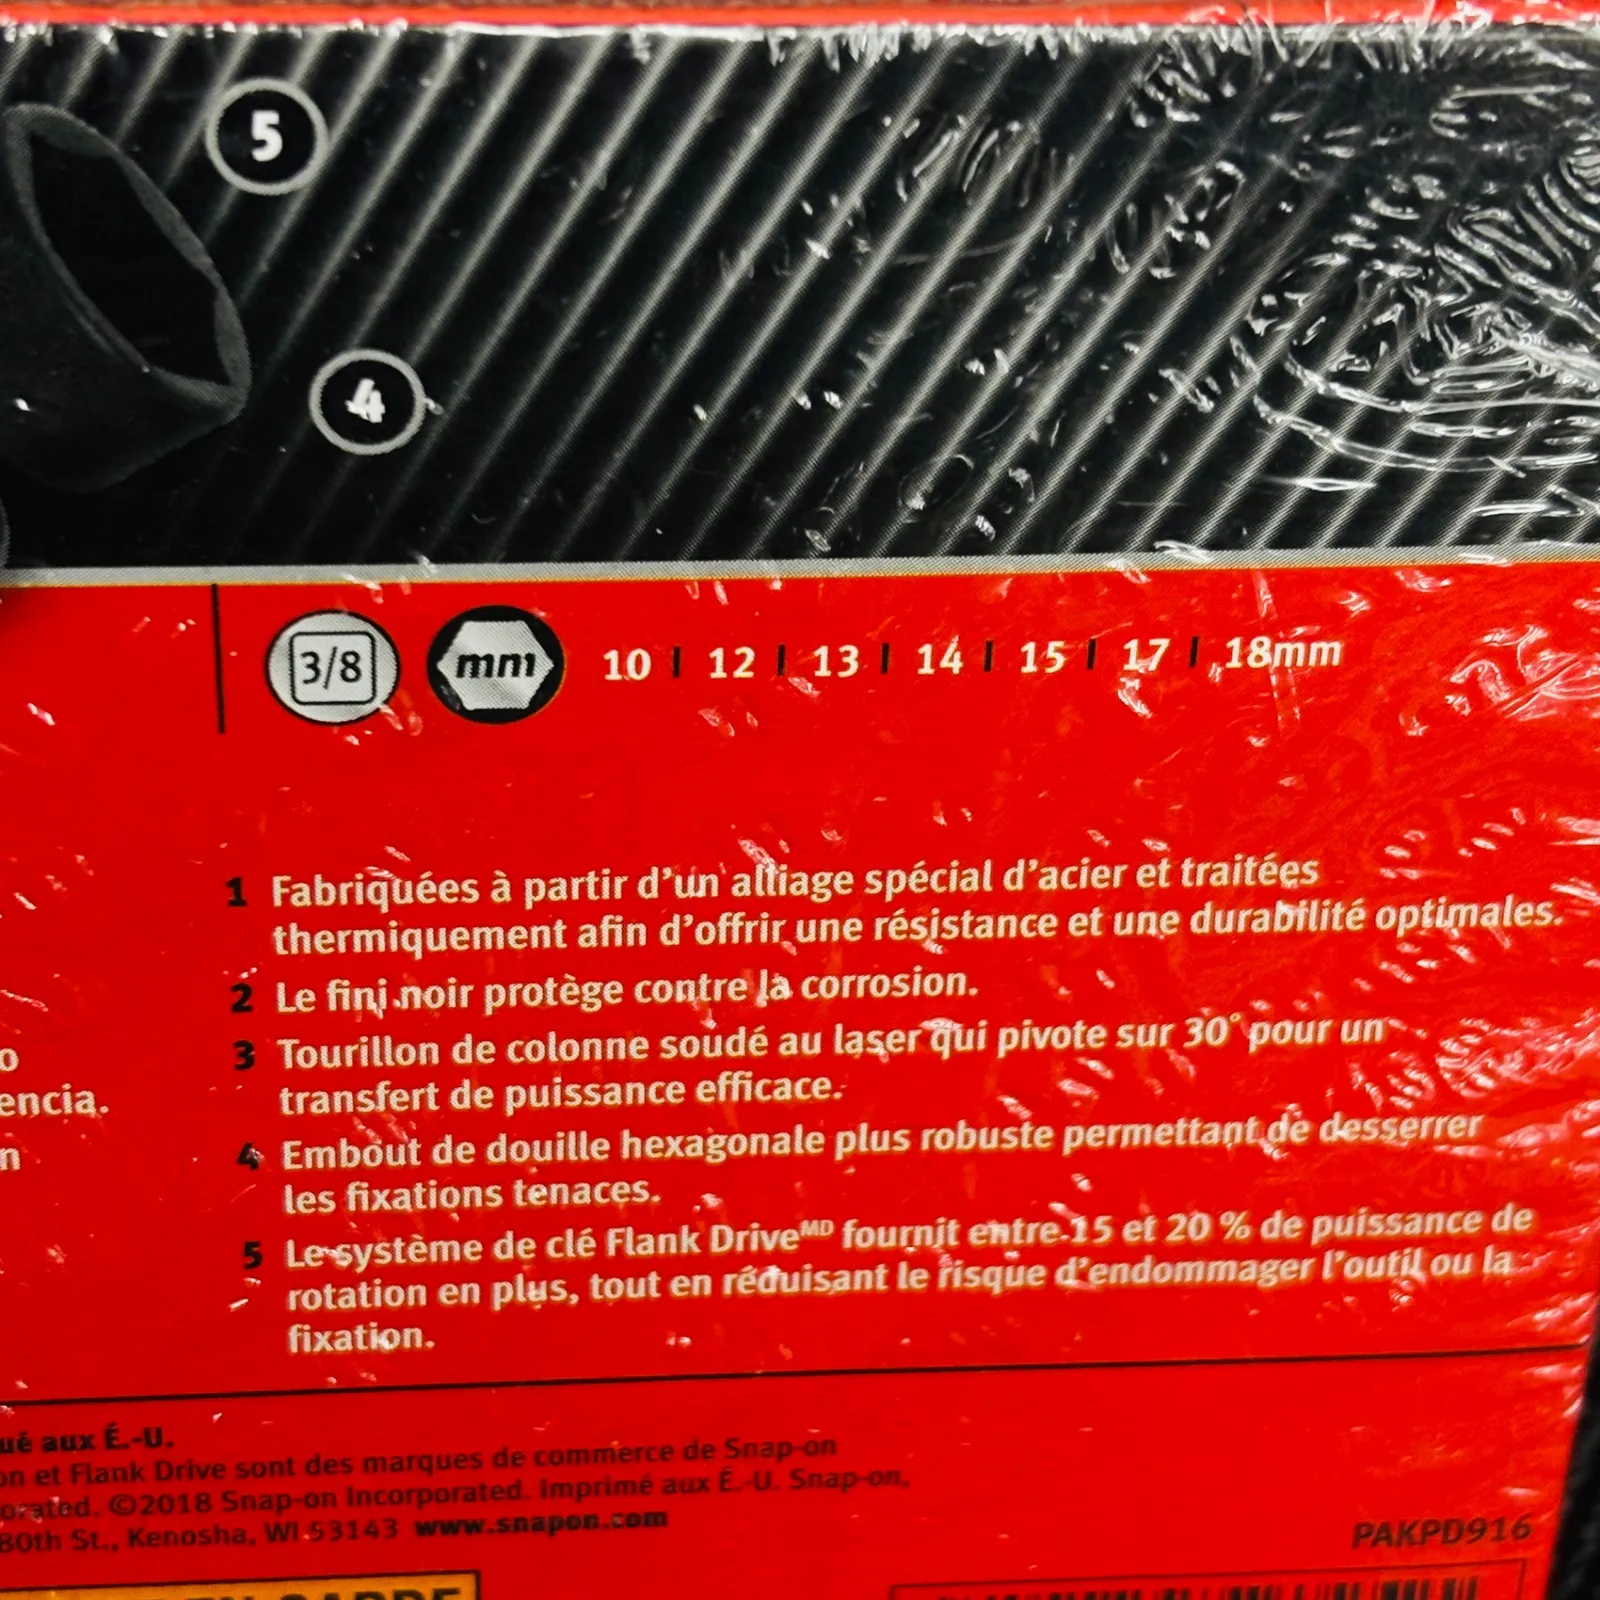 5
4
3/8 mm 10 | 12 | 13 | 14 | 15 | 17 | 18mm
1 Fabriquées à partir d'un alliage spécial d'acier et traitées
thermiquement afin d'offrir une résistance et une durabilité optimales.
2 Le fini noir protège contre la corrosion.
3 Tourillon de colonne soudé au laser qui pivote sur 30° pour un
transfert de puissance efficace.
4 Embout de douille hexagonale plus robuste permettant de desserrer
les fixations tenaces.
5 Le système de clé Flank Drive^MD fournit entre 15 et 20 % de puissance de
rotation en plus, tout en réduisant le risque d'endommager l'outil ou la
fixation.
o
encia.
n
ué aux É.-U.
on et Flank Drive sont des marques de commerce de Snap-on
orated. ©2018 Snap-on Incorporated. Imprimé aux É.-U. Snap-on,
80th St., Kenosha, WI 53143 www.snapon.com
PAKPD916